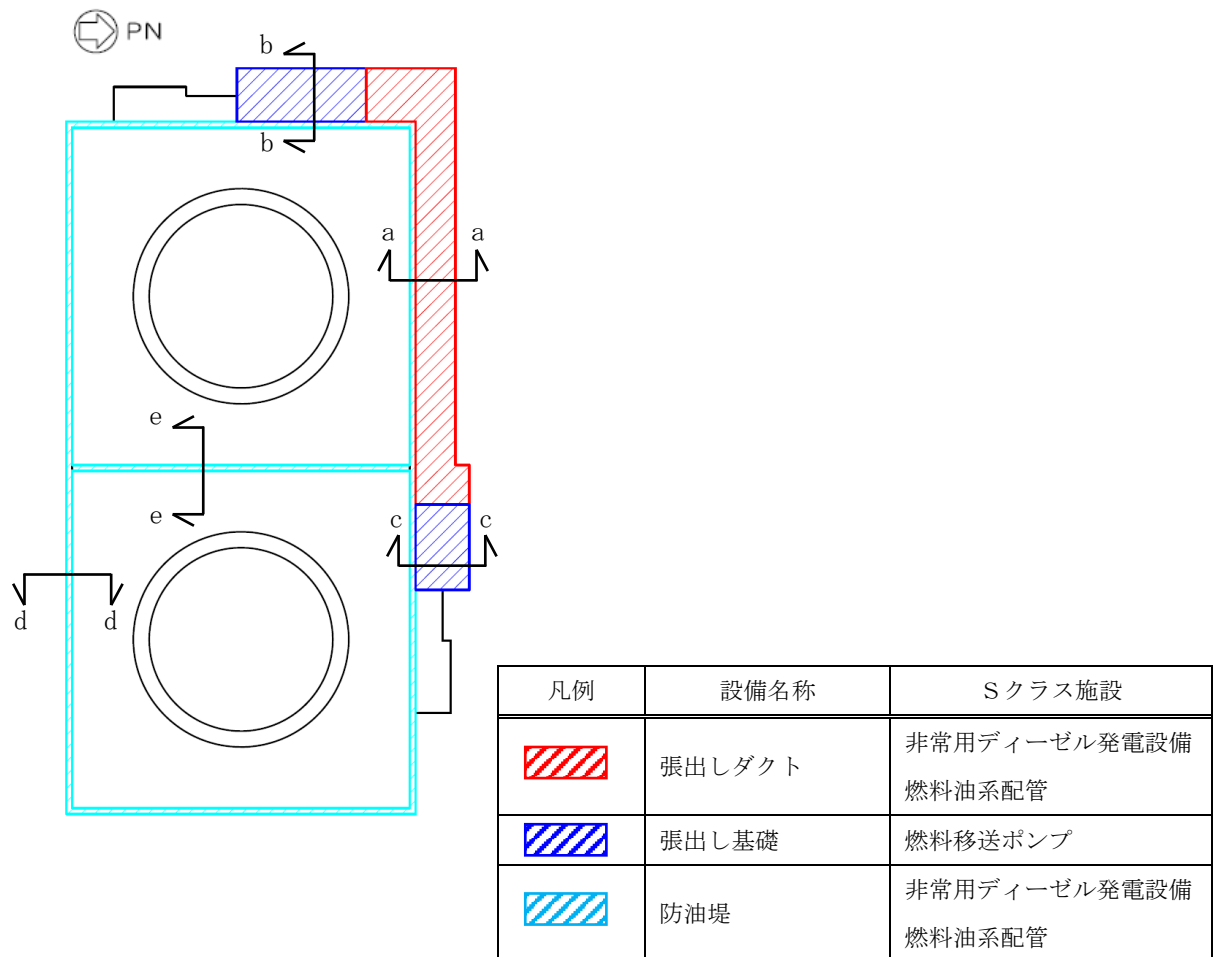 PN
b
b
a a
e
e
c c
d d
凡例 設備名称 Sクラス施設
張出しダクト 非常用ディーゼル発電設備
燃料油系配管
張出し基礎 燃料移送ポンプ
防油堤 非常用ディーゼル発電設備
燃料油系配管